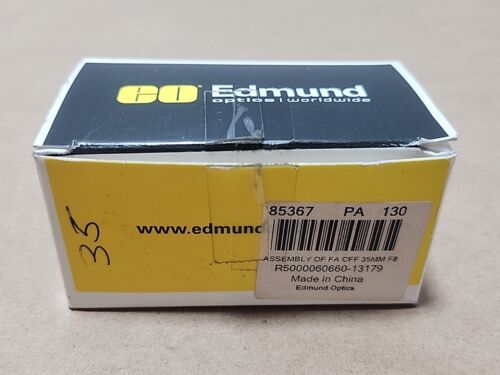 EO Edmund
optics | worldwide
85367 PA 130
www.edmund
ASSEMBLY OF FA CFF 35MM F8
R5000060660-13179
Made in China
Edmund Optics
35